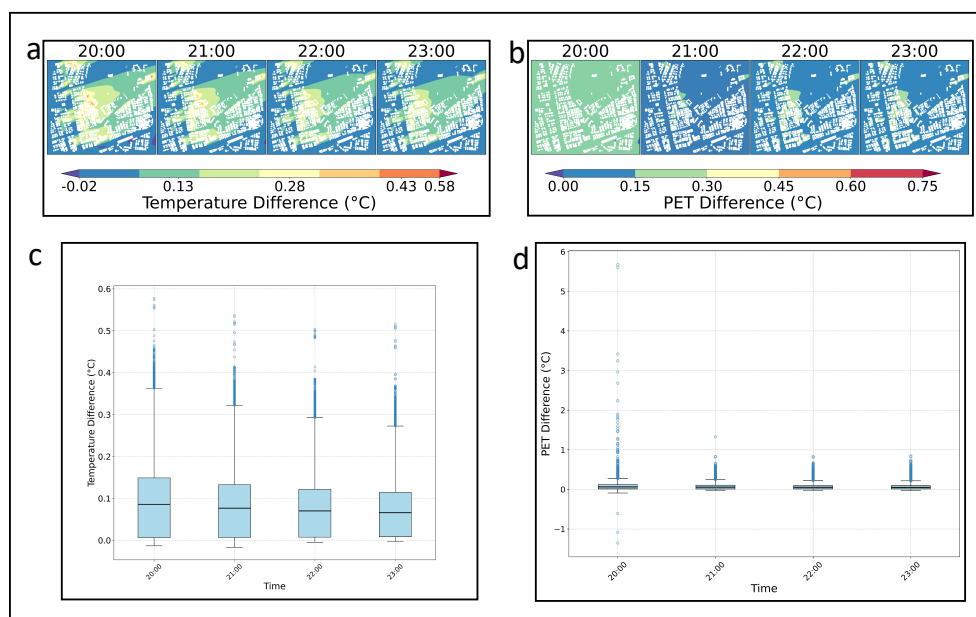 a
20:00 21:00 22:00 23:00
-0.02 0.13 0.28 0.43 0.58
Temperature Difference (°C)
b
20:00 21:00 22:00 23:00
0.00 0.15 0.30 0.45 0.60 0.75
PET Difference (°C)
c
Temperature Difference (°C)
0.6
0.5
0.4
0.3
0.2
0.1
0.0
20:00 21:00 22:00 23:00
Time
d
PET Difference (°C)
6
5
4
3
2
1
0
−1
20:00 21:00 22:00 23:00
Time